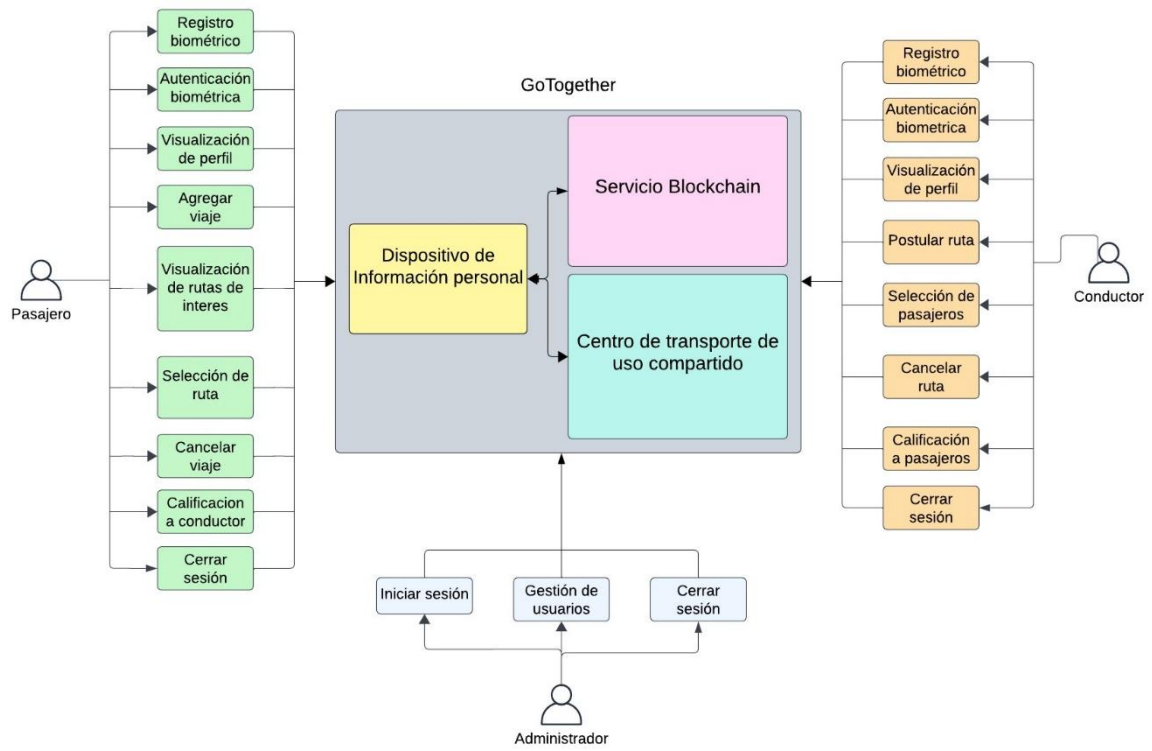 Registro
biométrico
Autenticación
biométrica
Visualización
de perfil
Agregar
viaje
Visualización
de rutas de
interes
Selección de
ruta
Cancelar
viaje
Calificacion
a conductor
Cerrar
sesión
Pasajero
GoTogether
Servicio Blockchain
Dispositivo de
Información personal
Centro de transporte de
uso compartido
Registro
biométrico
Autenticación
biometrica
Visualización
de perfil
Postular ruta
Selección de
pasajeros
Cancelar
ruta
Calificación
a pasajeros
Cerrar
sesión
Conductor
Iniciar sesión
Gestión de
usuarios
Cerrar
sesión
Administrador